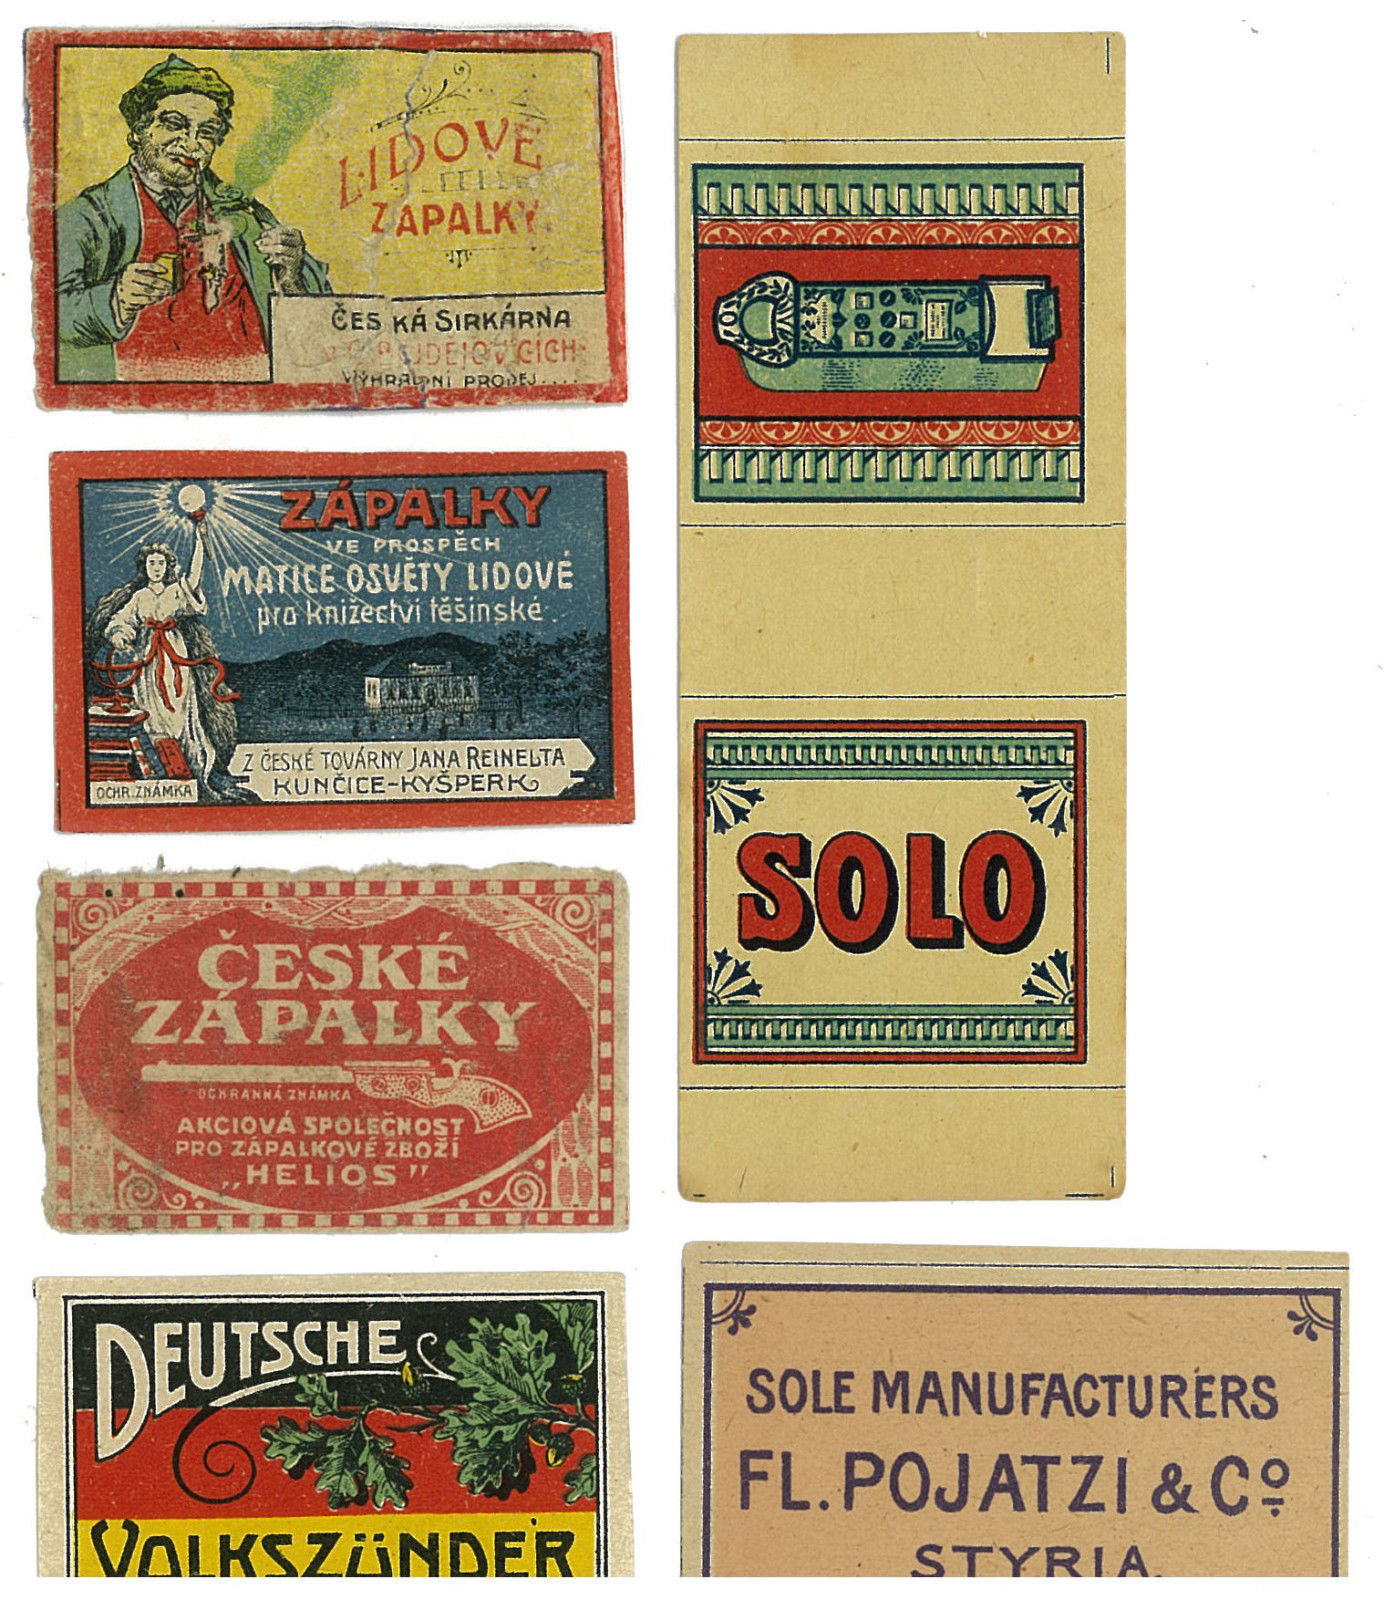 LIDOVÉ
ZÁPALKY.
ČESKÁ SIRKÁRNA
VÝHRADNÍ PRODEJ....
ZÁPALKY
VE PROSPĚCH
MATICE OSVĚTY LIDOVÉ
pro knížectví těšínské.
Z ČESKÉ TOVÁRNY JANA REINELTA
KUNČICE-KYŠPERK
OCHR. ZNÁMKA
ČESKÉ
ZÁPALKY
OCHRANNÁ ZNÁMKA
AKCIOVÁ SPOLEČNOST
PRO ZÁPALKOVÉ ZBOŽÍ
„HELIOS”
DEUTSCHE
VOLKSZÜNDER
SOLO
SOLE MANUFACTURERS
FL. POJATZI & Co.
STYRIA.